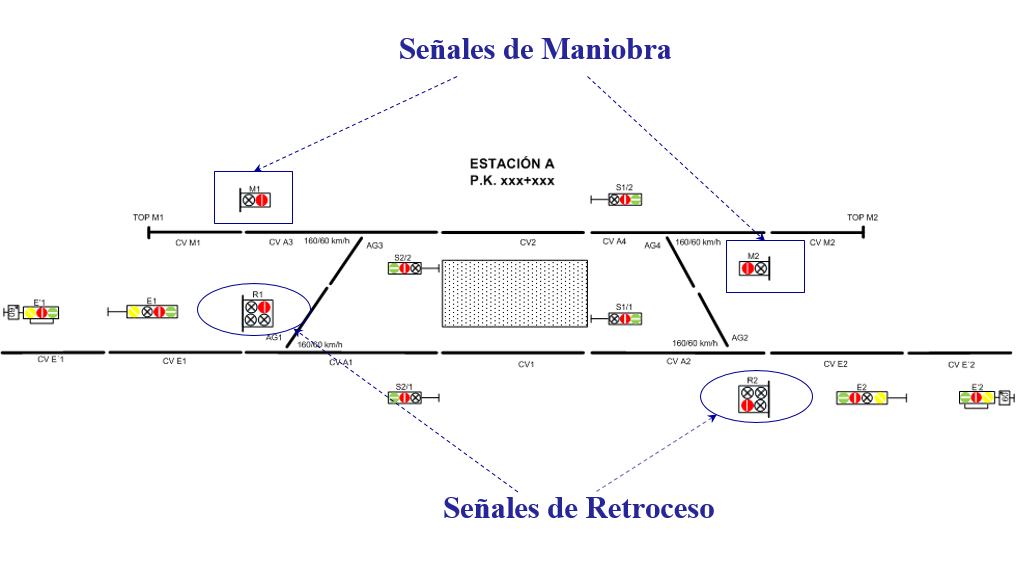 Señales de Maniobra
ESTACIÓN A
P.K. xxx+xxx
M1
S1/2
TOP M1
TOP M2
CV M1
CV A3
160/60 km/h
AG3
CV2
CV A4
AG4
160/60 km/h
CV M2
S2/2
M2
E'1
E1
R1
S1/1
AG1
160/60 km/h
160/60 km/h
AG2
CV E´1
CV E1
CV A1
CV1
CV A2
CV E2
CV E´2
S2/1
R2
E2
E'2
Señales de Retroceso